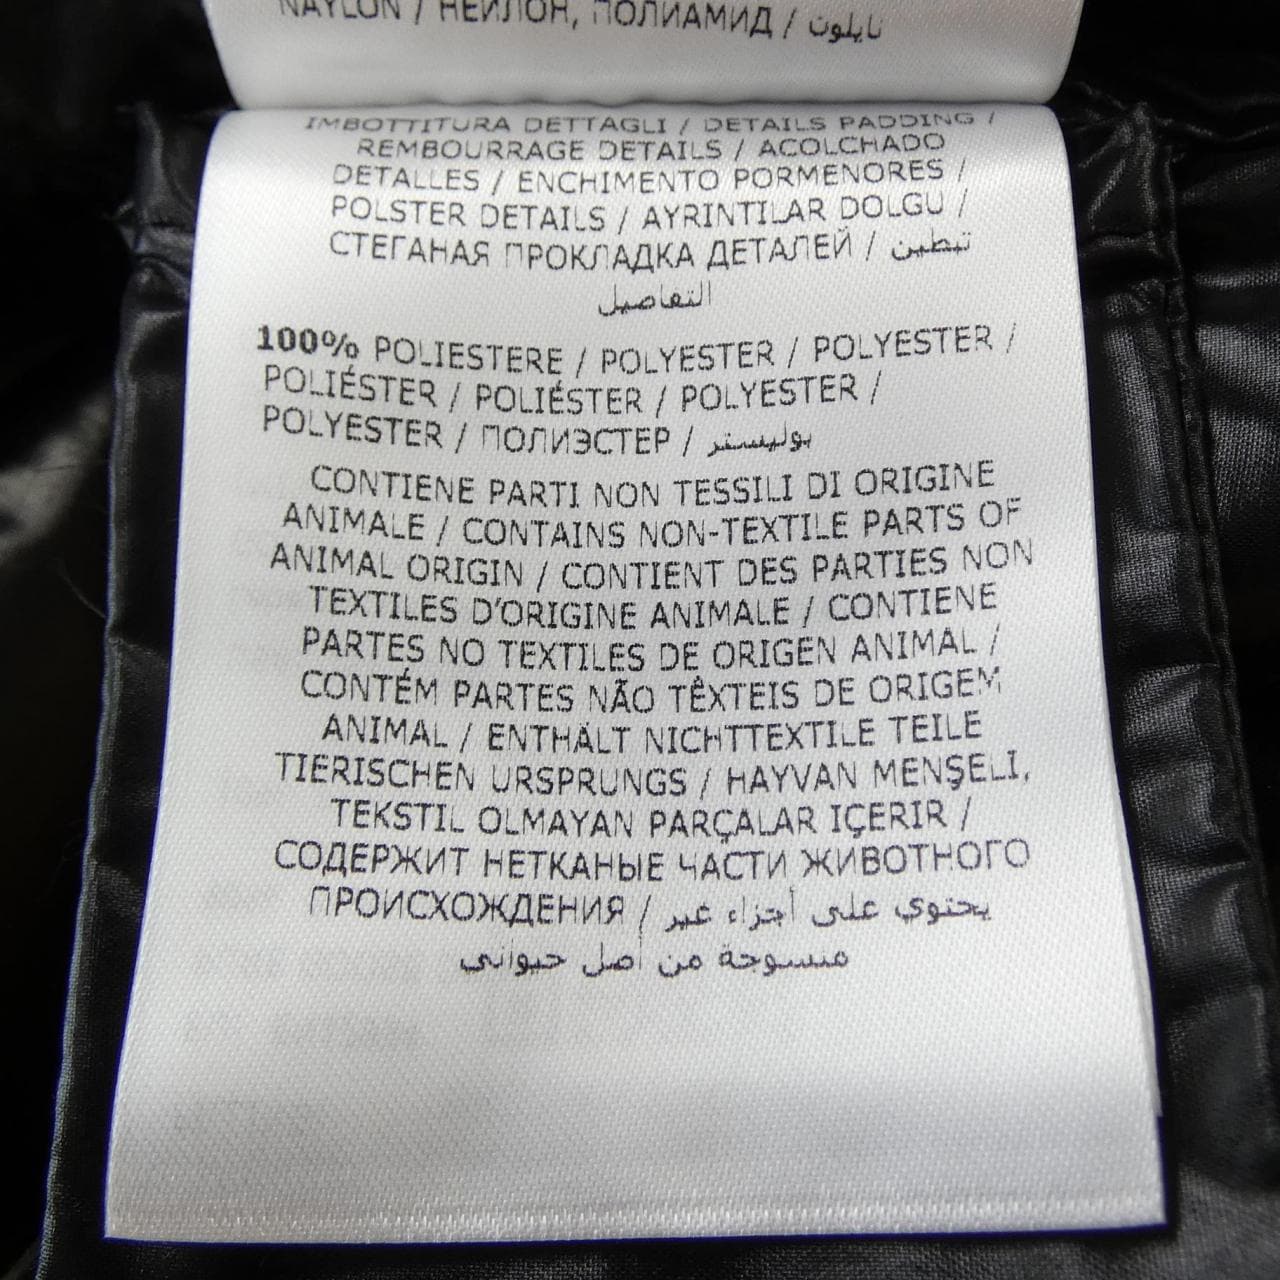 NAYLON / НЕЙЛОН, ПОЛИАМИД / نايلون
IMBOTTITURA DETTAGLI / DETAILS PADDING /
REMBOURRAGE DETAILS / ACOLCHADO
DETALLES / ENCHIMENTO PORMENORES /
POLSTER DETAILS / AYRINTILAR DOLGU /
СТЕГАНАЯ ПРОКЛАДКА ДЕТАЛЕЙ / تبطين
التفاصيل
100% POLIESTERE / POLYESTER / POLYESTER /
POLIÉSTER / POLIÉSTER / POLYESTER /
POLYESTER / ПОЛИЭСТЕР / بوليستر
CONTIENE PARTI NON TESSILI DI ORIGINE
ANIMALE / CONTAINS NON-TEXTILE PARTS OF
ANIMAL ORIGIN / CONTIENT DES PARTIES NON
TEXTILES D'ORIGINE ANIMALE / CONTIENE
PARTES NO TEXTILES DE ORIGEN ANIMAL /
CONTÉM PARTES NÃO TÊXTEIS DE ORIGEM
ANIMAL / ENTHÄLT NICHTTEXTILE TEILE
TIERISCHEN URSPRUNGS / HAYVAN MENŞELİ,
TEKSTIL OLMAYAN PARÇALAR IÇERIR /
СОДЕРЖИТ НЕТКАНЫЕ ЧАСТИ ЖИВОТНОГО
ПРОИСХОЖДЕНИЯ / يحتوي على أجزاء غير
منسوجة من أصل حيواني